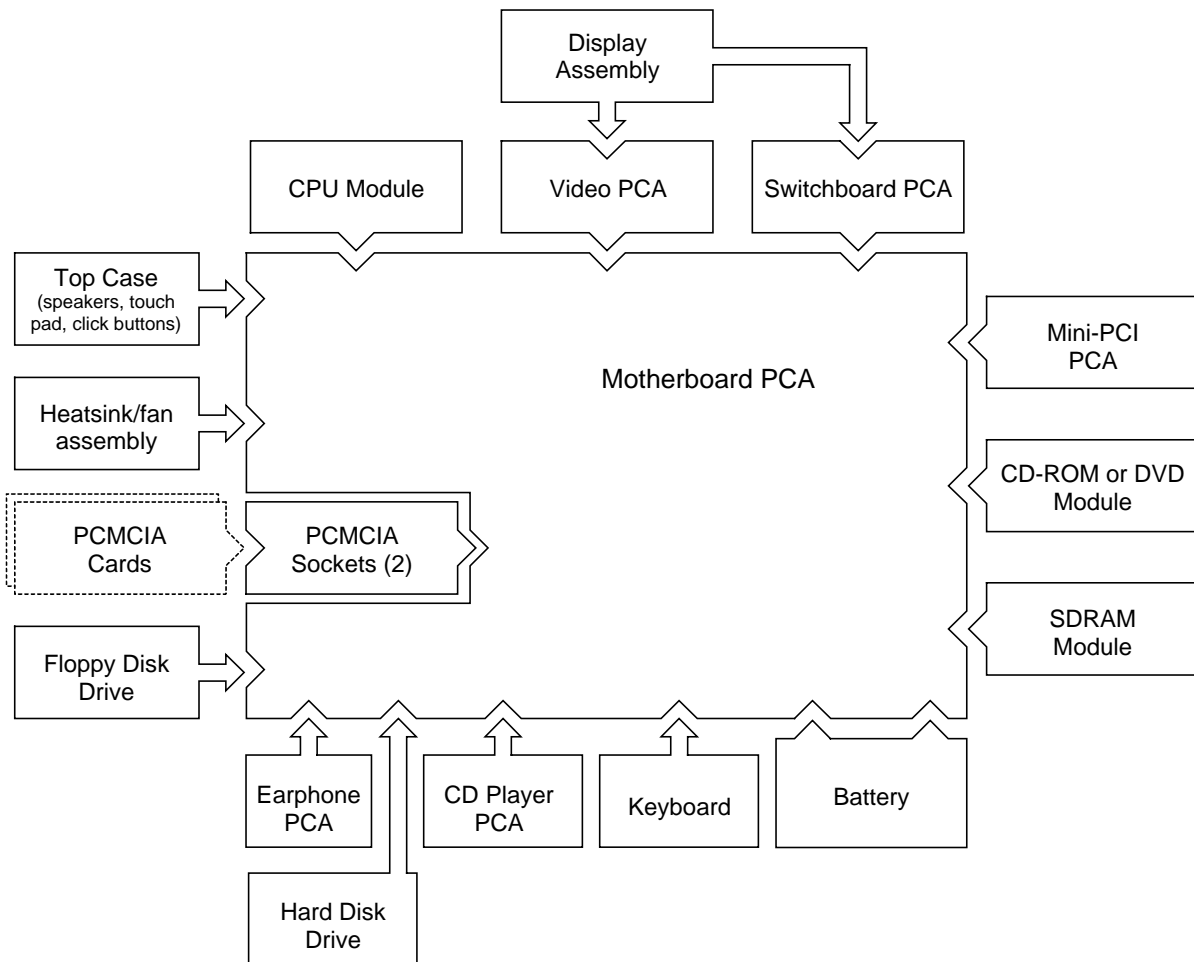 Display
Assembly
CPU Module
Video PCA
Switchboard PCA
Top Case
(speakers, touch
pad, click buttons)
Mini-PCI
PCA
Motherboard PCA
Heatsink/fan
assembly
CD-ROM or DVD
Module
PCMCIA
Cards
PCMCIA
Sockets (2)
SDRAM
Module
Floppy Disk
Drive
Earphone
PCA
CD Player
PCA
Keyboard
Battery
Hard Disk
Drive